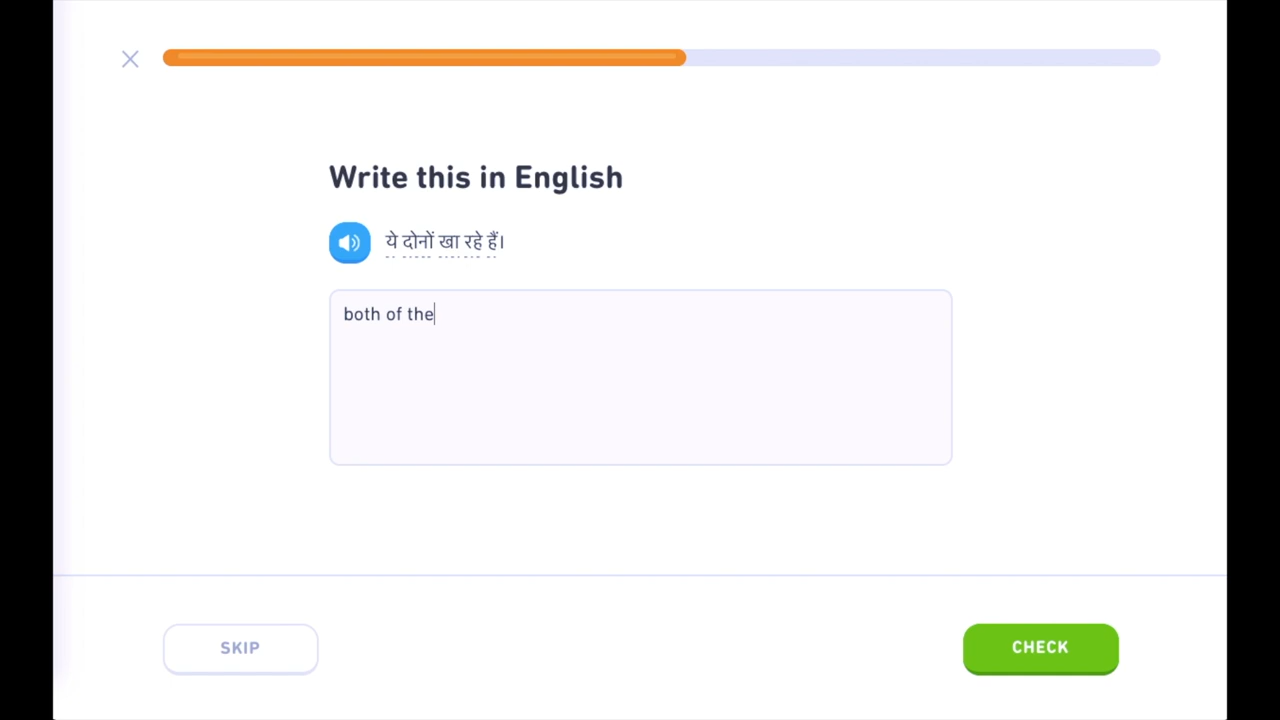 Write this in English
ये दोनों खा रहे हैं।
both of the
SKIP
CHECK